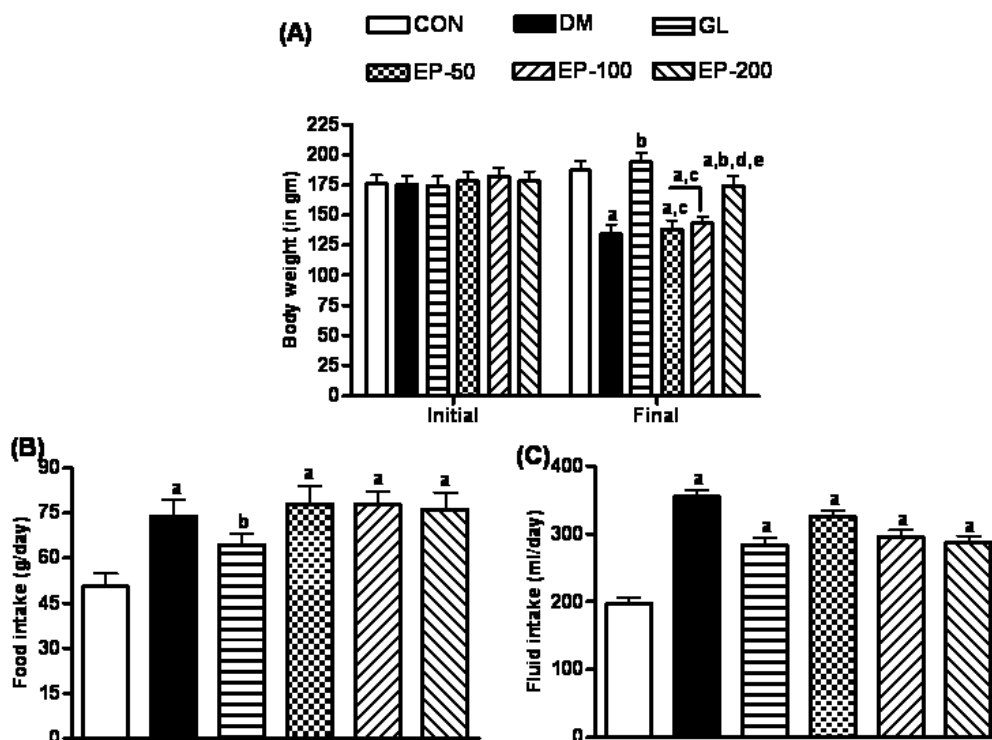 (A)
CON DM GL
EP-50 EP-100 EP-200
Body weight (in gm)
225
200
175
150
125
100
75
50
25
0
b
a,b,d,e
a,c
a
a,c
Initial Final
(B)
Food intake (g/day)
90
75
60
45
30
15
0
a
b
a
a
a
(C)
Fluid intake (ml/day)
400
300
200
100
0
a
a
a
a
a